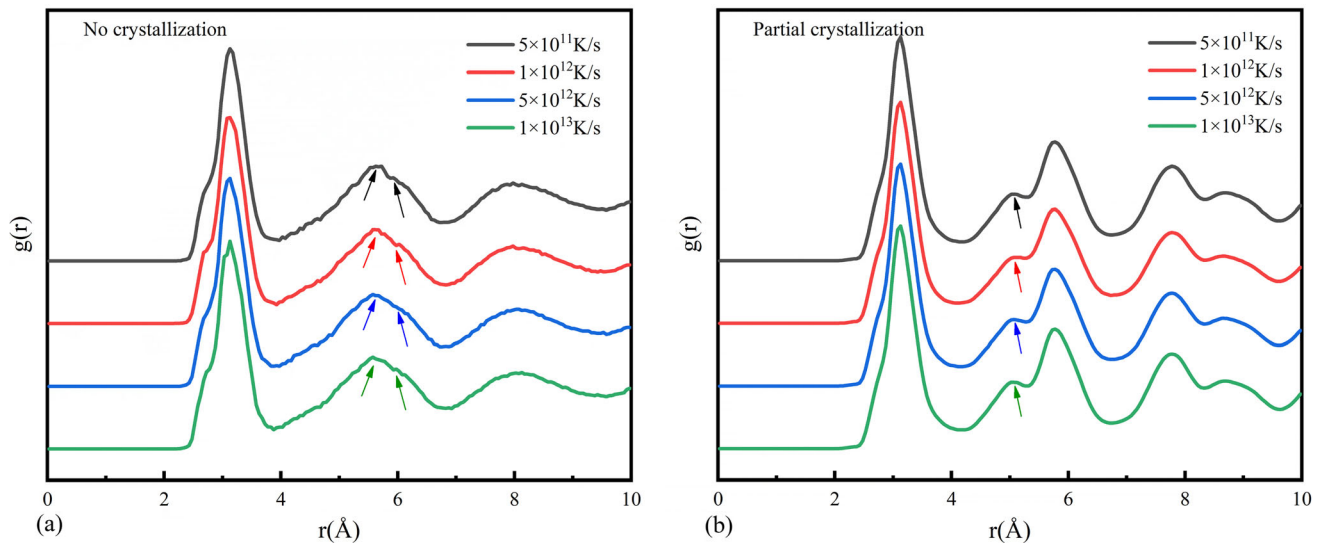 No crystallization
5×10¹¹K/s
1×10¹²K/s
5×10¹²K/s
1×10¹³K/s
g(r)
0 2 4 6 8 10
(a) r(Å)
Partial crystallization
5×10¹¹K/s
1×10¹²K/s
5×10¹²K/s
1×10¹³K/s
g(r)
0 2 4 6 8 10
(b) r(Å)